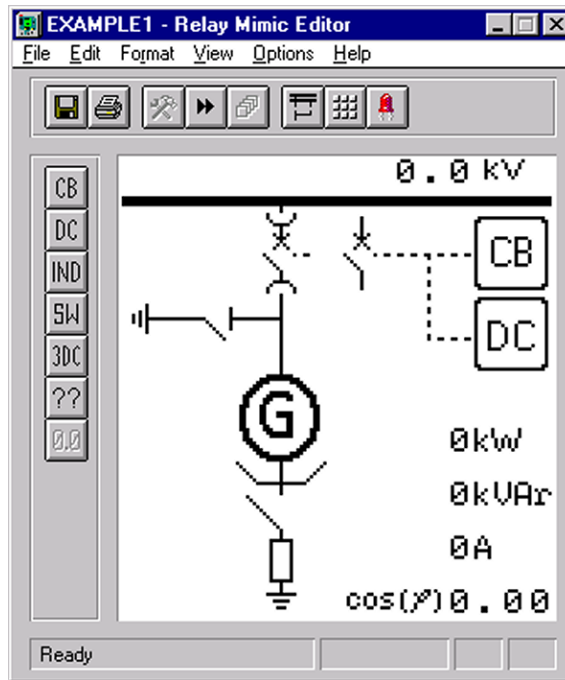 EXAMPLE1 - Relay Mimic Editor
File Edit Format View Options Help
0.0 kV
CB
DC
IND
SW
3DC
??
0.0
CB
DC
G
0kW
0kVAr
0A
cos(φ)0.00
Ready